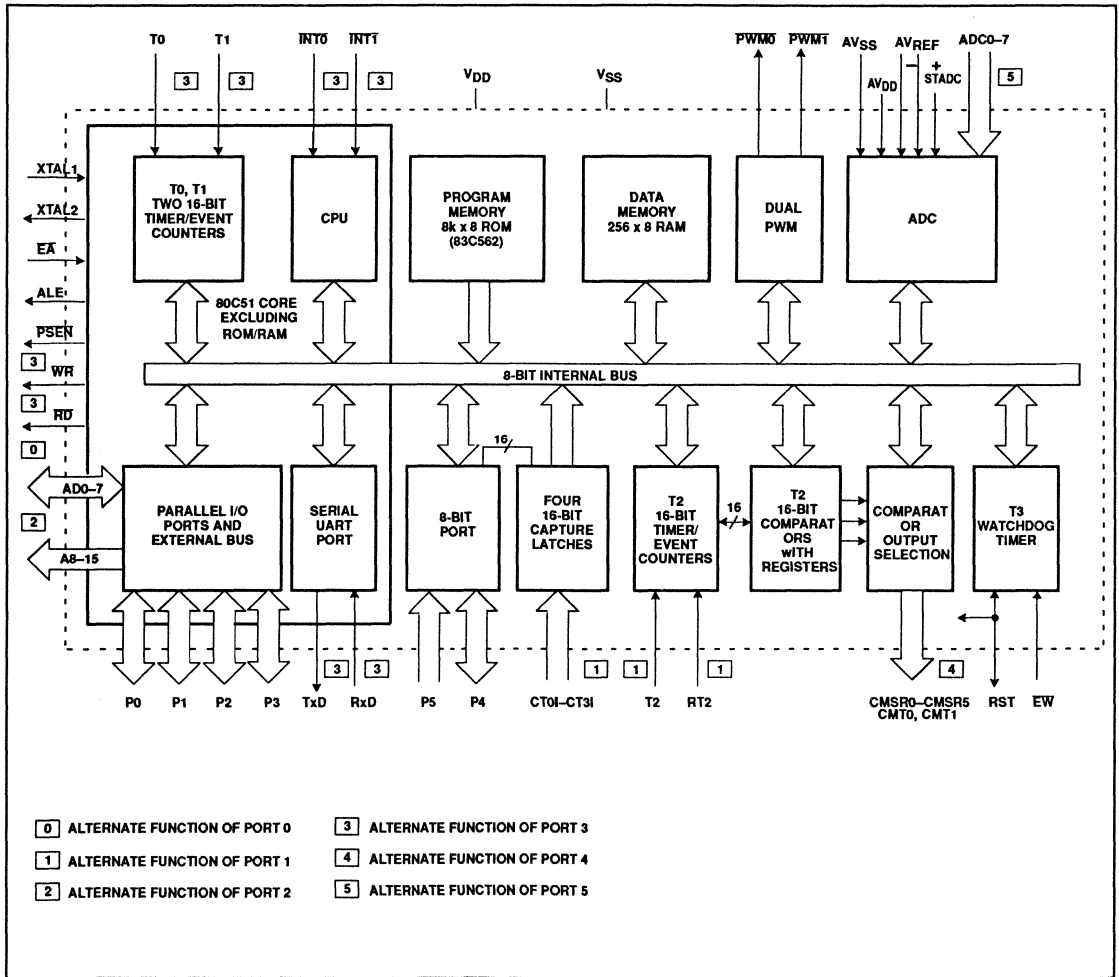 T0 T1 INT0 INT1 PWM0 PWM1 AVSS AVREF ADC0–7
3 3 3 3 VDD VSS AVDD – + STADC 5
XTAL1
XTAL2
EA
ALE
PSEN
3
WR
3
RD
0
AD0–7
2
A8–15
T0, T1
TWO 16-BIT
TIMER/EVENT
COUNTERS
CPU
PROGRAM
MEMORY
8k x 8 ROM
(83C562)
DATA
MEMORY
256 x 8 RAM
DUAL
PWM
ADC
80C51 CORE
EXCLUDING
ROM/RAM
8-BIT INTERNAL BUS
PARALLEL I/O
PORTS AND
EXTERNAL BUS
SERIAL
UART
PORT
8-BIT
PORT
16
FOUR
16-BIT
CAPTURE
LATCHES
T2
16-BIT
TIMER/
EVENT
COUNTERS
16
T2
16-BIT
COMPARAT
ORS
wITH
REGISTERS
COMPARAT
OR
OUTPUT
SELECTION
T3
WATCHDOG
TIMER
3 3 1 1 1 4
P0 P1 P2 P3 TxD RxD P5 P4 CT0I–CT3I T2 RT2 CMSR0–CMSR5 RST EW
CMT0, CMT1
0 ALTERNATE FUNCTION OF PORT 0
1 ALTERNATE FUNCTION OF PORT 1
2 ALTERNATE FUNCTION OF PORT 2
3 ALTERNATE FUNCTION OF PORT 3
4 ALTERNATE FUNCTION OF PORT 4
5 ALTERNATE FUNCTION OF PORT 5